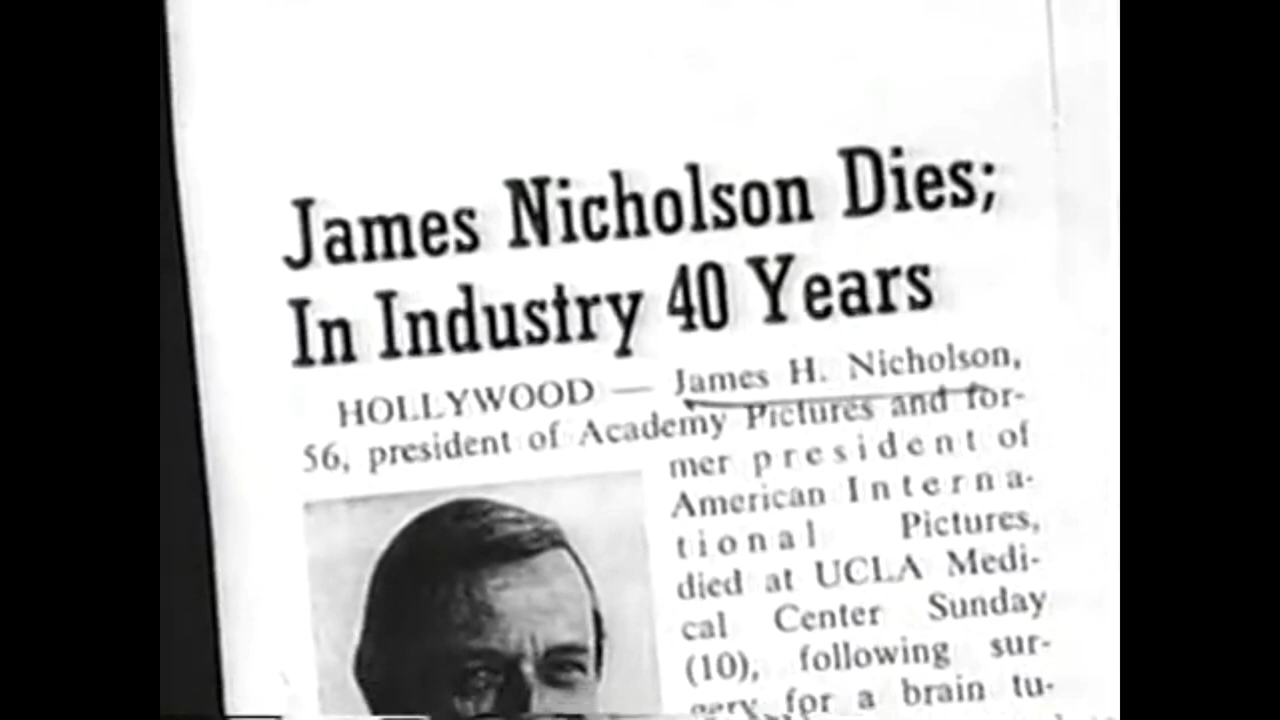 James Nicholson Dies;
In Industry 40 Years
HOLLYWOOD — James H. Nicholson,
56, president of Academy Pictures and for-
mer president of
American Interna-
tional Pictures,
died at UCLA Medi-
cal Center Sunday
(10), following sur-
gery for a brain tu-